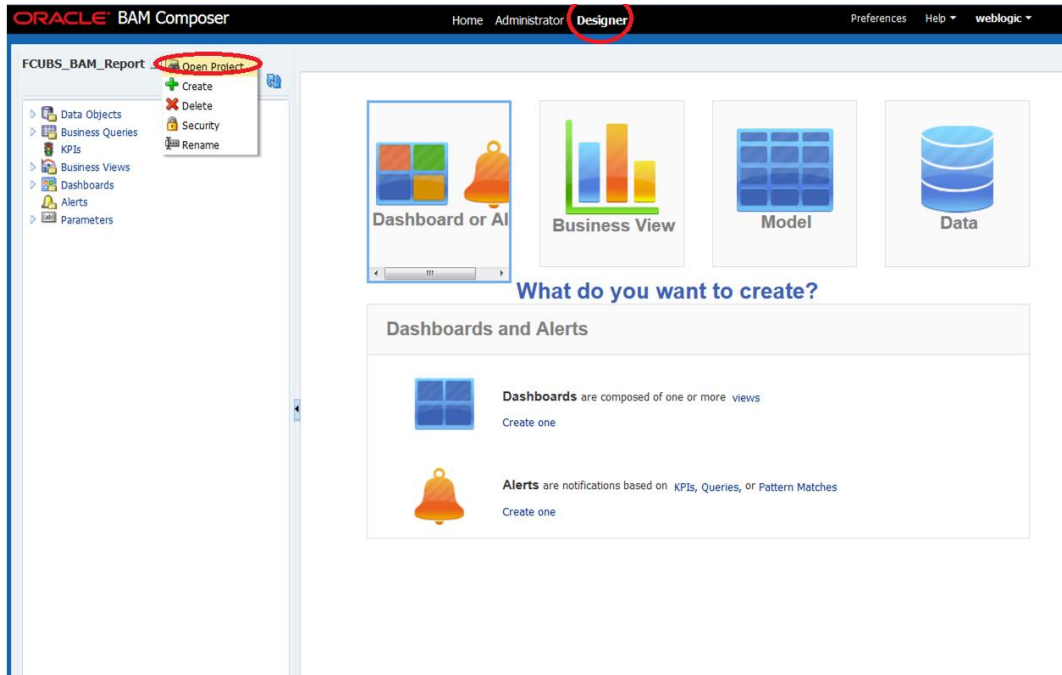 ORACLE BAM Composer
Home Administrator Designer
Preferences Help weblogic
FCUBS_BAM_Report
Open Project
Create
Delete
Security
Rename
Data Objects
Business Queries
KPIs
Business Views
Dashboards
Alerts
Parameters
Dashboard or Al
Business View
Model
Data
What do you want to create?
Dashboards and Alerts
Dashboards are composed of one or more views
Create one
Alerts are notifications based on KPIs, Queries, or Pattern Matches
Create one